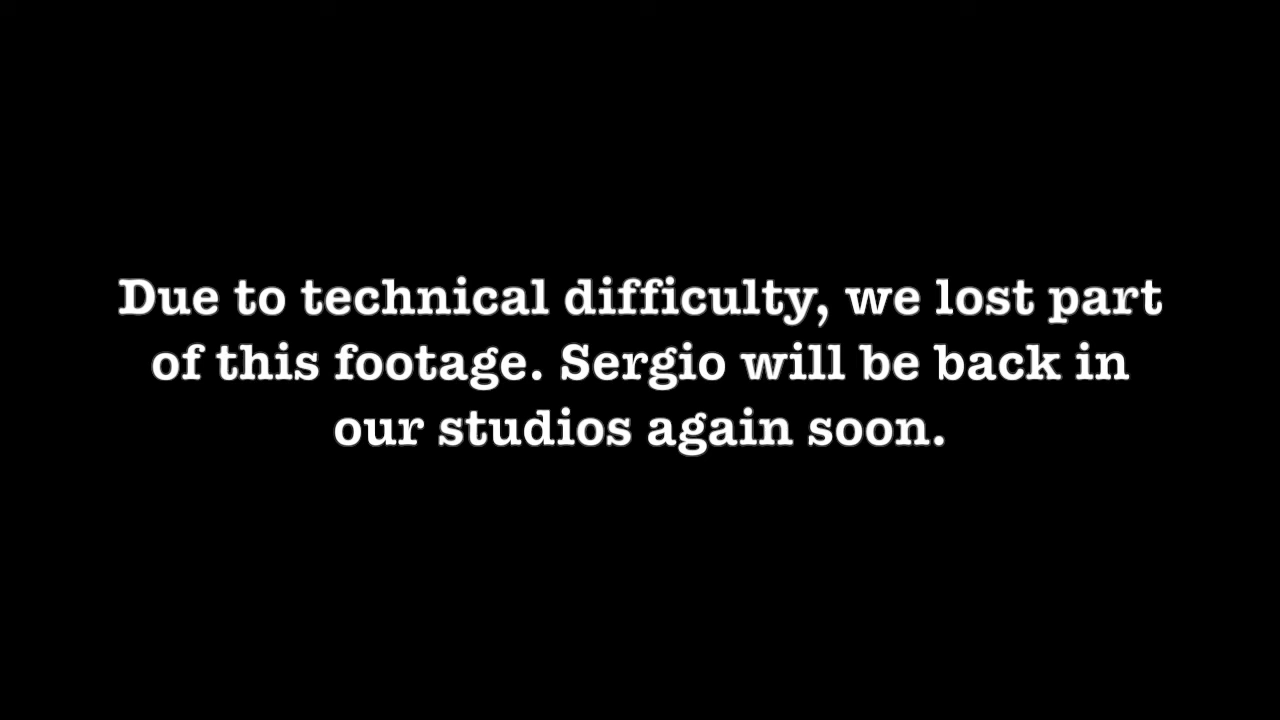 Due to technical difficulty, we lost part
of this footage. Sergio will be back in
our studios again soon.